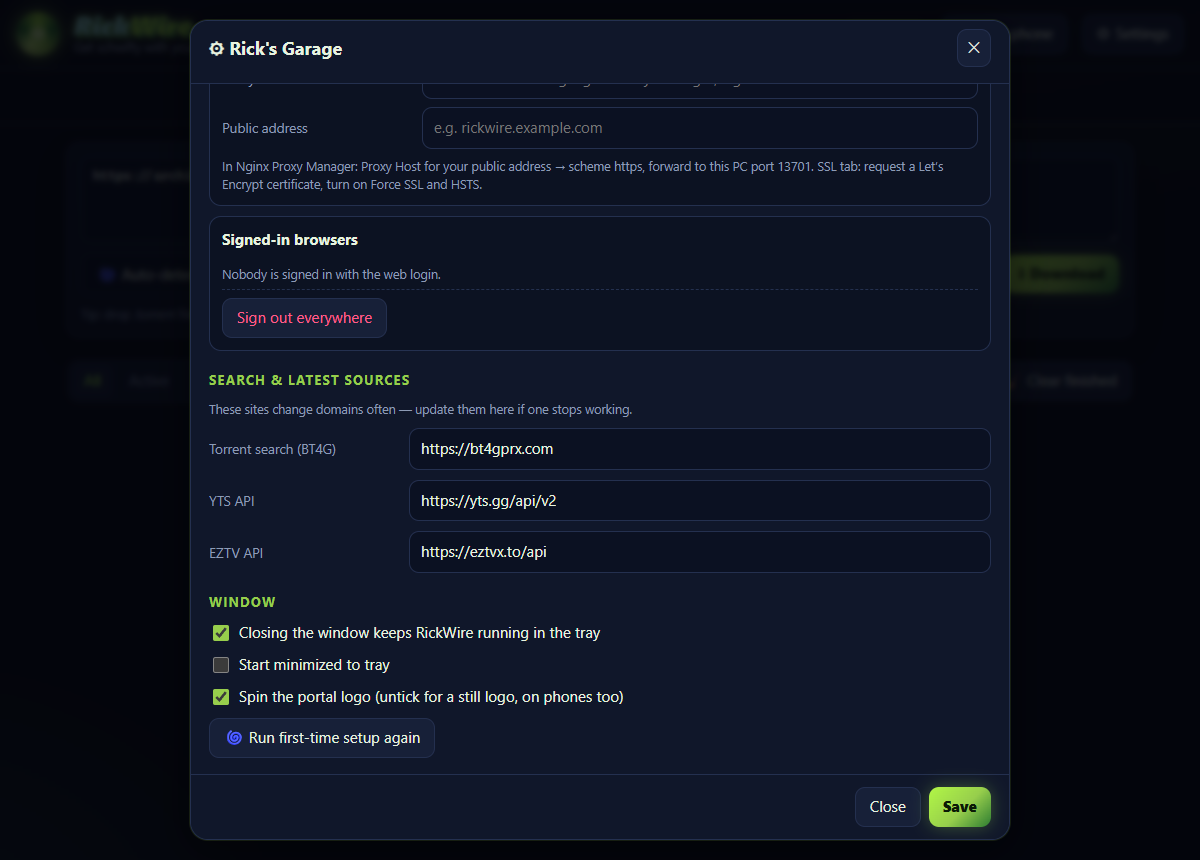 ⚙ Rick's Garage
Public address
e.g. rickwire.example.com
In Nginx Proxy Manager: Proxy Host for your public address → scheme https, forward to this PC port 13701. SSL tab: request a Let's
Encrypt certificate, turn on Force SSL and HSTS.
Signed-in browsers
Nobody is signed in with the web login.
Sign out everywhere
SEARCH & LATEST SOURCES
These sites change domains often — update them here if one stops working.
Torrent search (BT4G)
https://bt4gprx.com
YTS API
https://yts.gg/api/v2
EZTV API
https://eztvx.to/api
WINDOW
Closing the window keeps RickWire running in the tray
Start minimized to tray
Spin the portal logo (untick for a still logo, on phones too)
Run first-time setup again
Close
Save
RickWire
Settings
Download
Clear finished